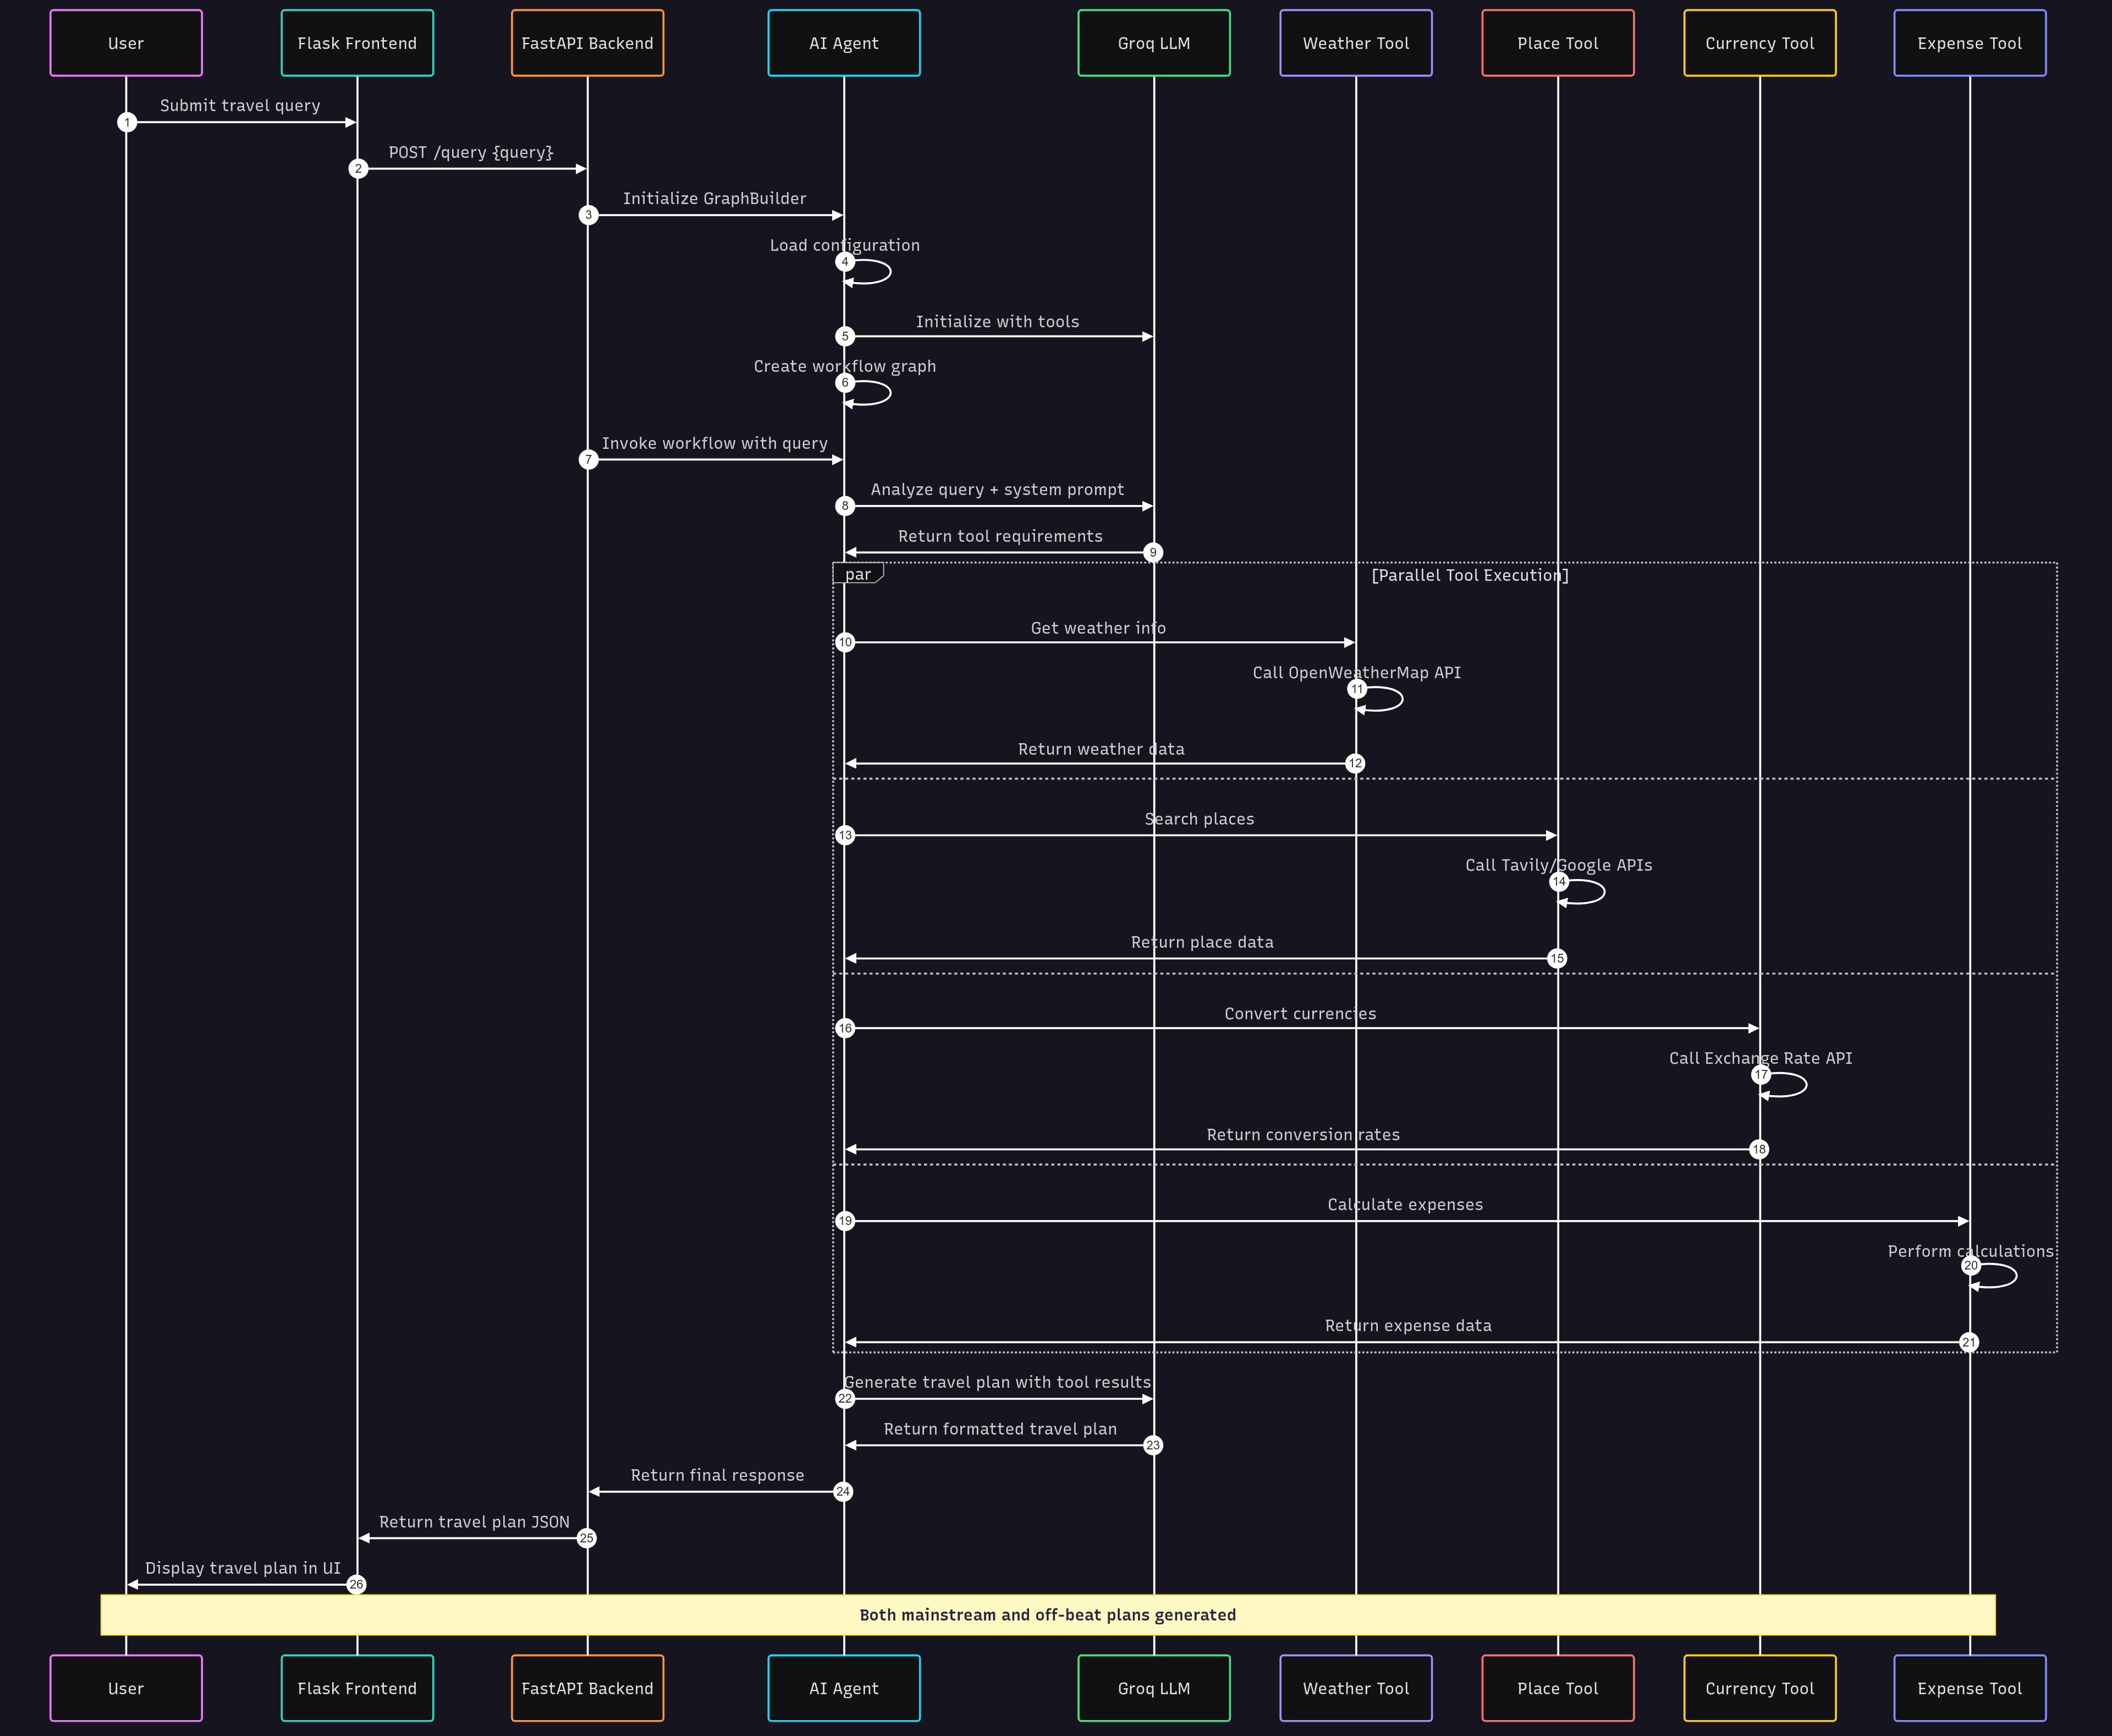 User
Flask Frontend
FastAPI Backend
AI Agent
Groq LLM
Weather Tool
Place Tool
Currency Tool
Expense Tool
Submit travel query
1
POST /query {query}
2
Initialize GraphBuilder
3
Load configuration
4
Initialize with tools
5
Create workflow graph
6
Invoke workflow with query
7
Analyze query + system prompt
8
Return tool requirements
9
par
[Parallel Tool Execution]
Get weather info
10
Call OpenWeatherMap API
11
Return weather data
12
Search places
13
Call Tavily/Google APIs
14
Return place data
15
Convert currencies
16
Call Exchange Rate API
17
Return conversion rates
18
Calculate expenses
19
Perform calculations
20
Return expense data
21
Generate travel plan with tool results
22
Return formatted travel plan
23
Return final response
24
Return travel plan JSON
25
Display travel plan in UI
26
Both mainstream and off-beat plans generated
User
Flask Frontend
FastAPI Backend
AI Agent
Groq LLM
Weather Tool
Place Tool
Currency Tool
Expense Tool